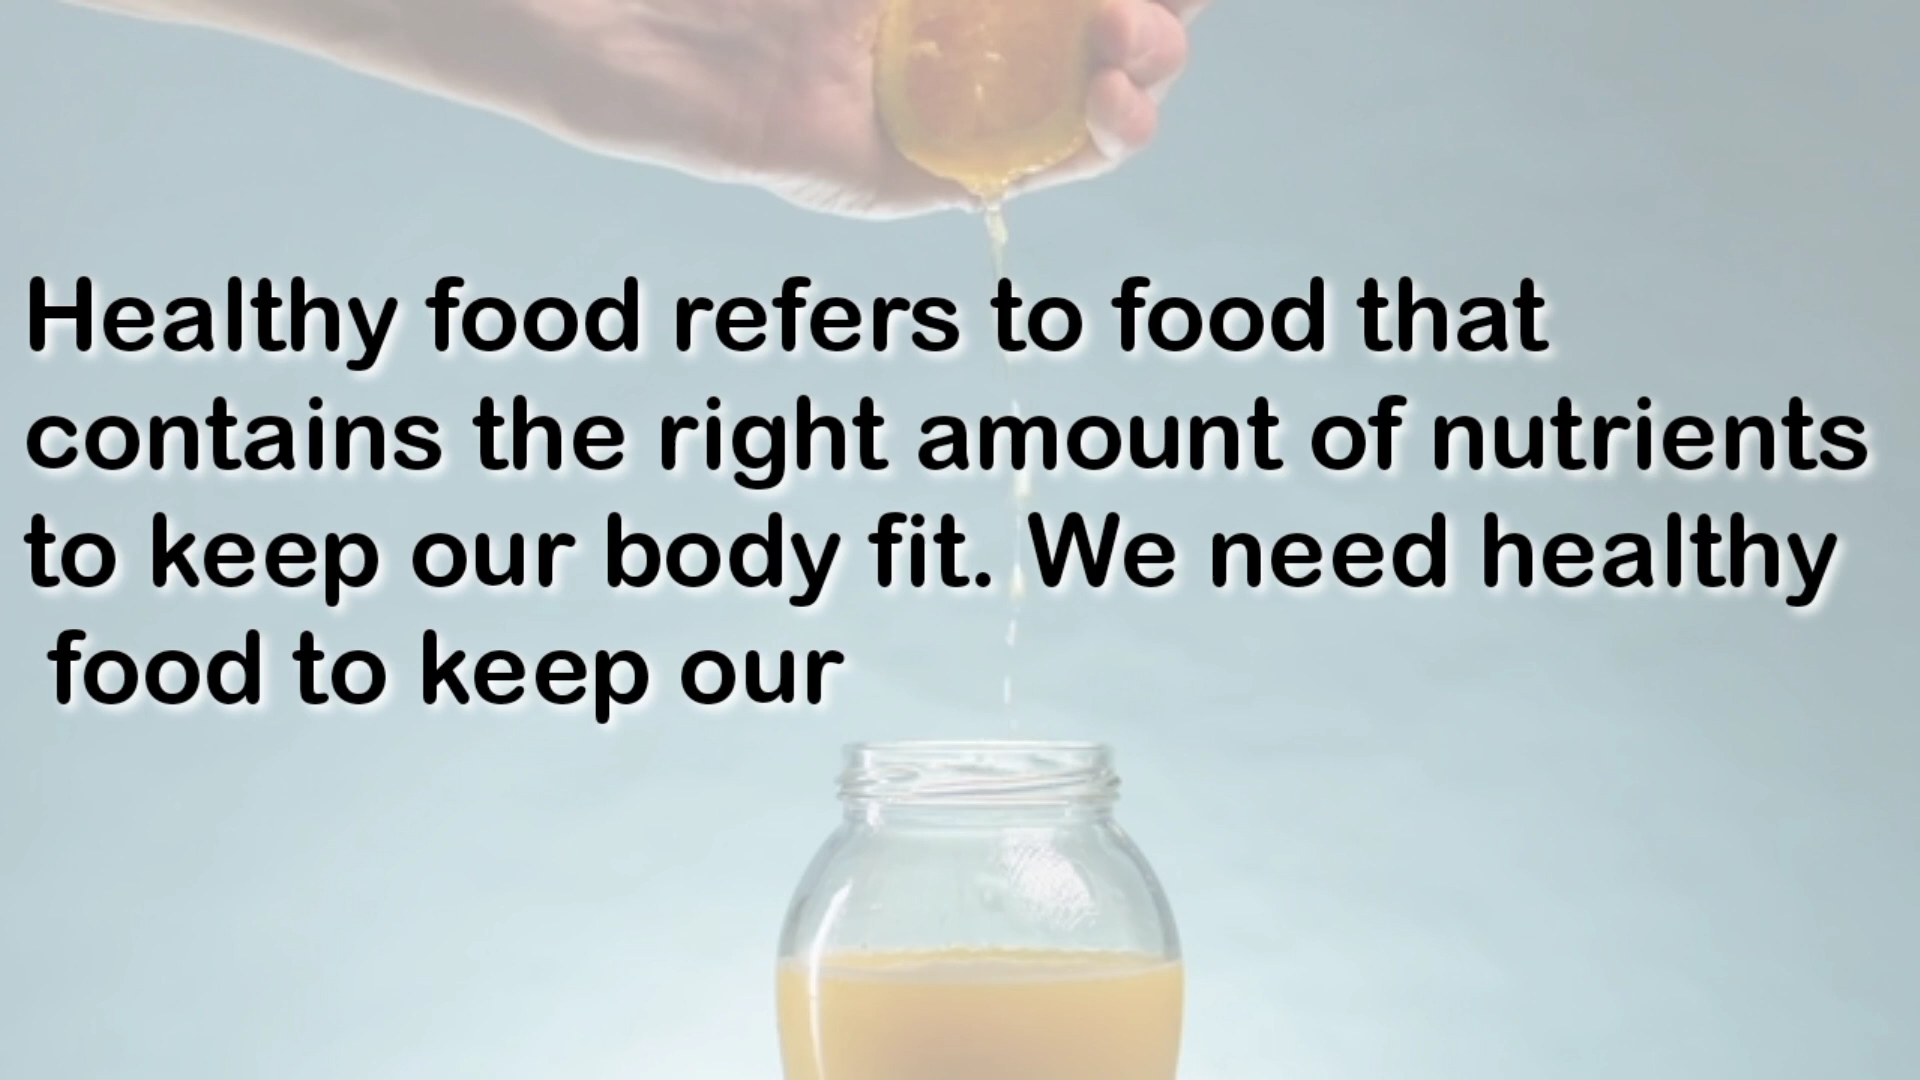 Healthy food refers to food that
contains the right amount of nutrients
to keep our body fit. We need healthy
food to keep our